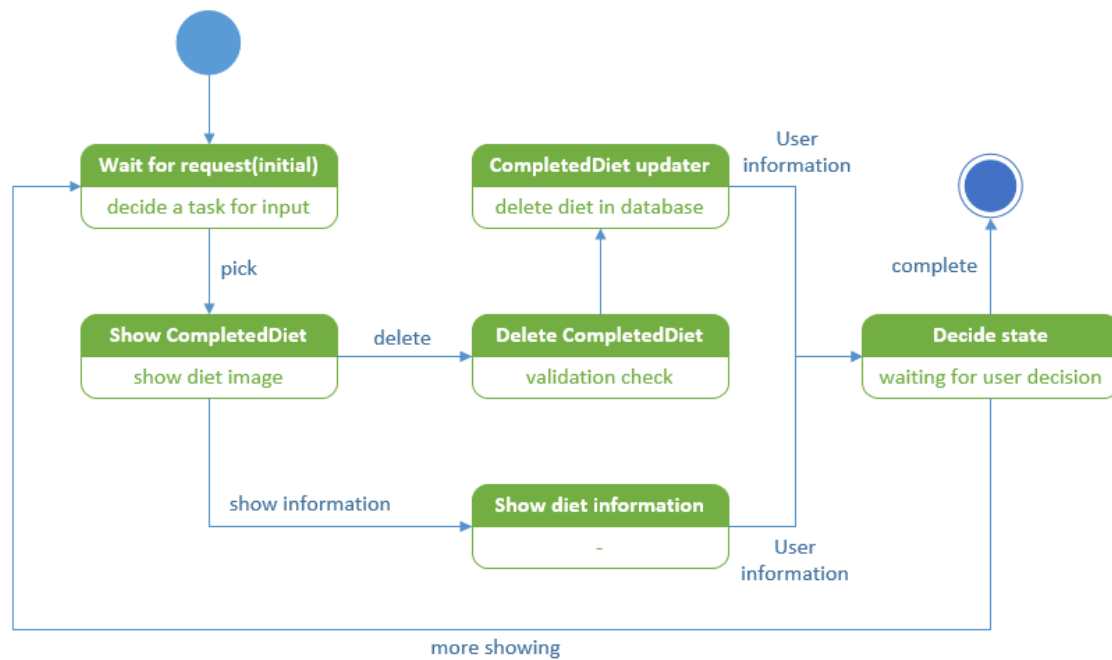 Wait for request(initial)
decide a task for input
CompletedDiet updater
delete diet in database
User
information
pick
complete
Show CompletedDiet
show diet image
delete
Delete CompletedDiet
validation check
Decide state
waiting for user decision
show information
Show diet information
-
User
information
more showing